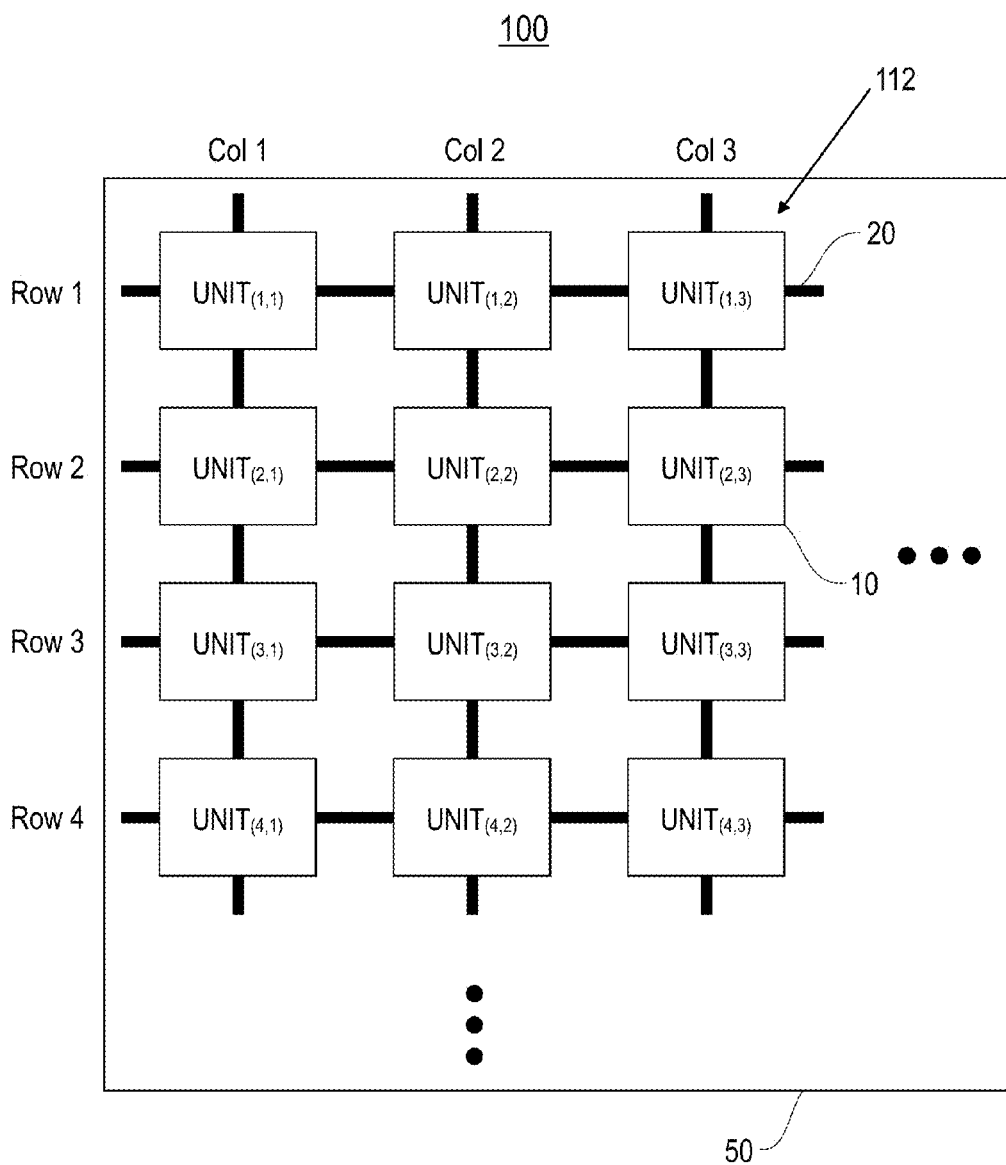 100
112
Col 1 Col 2 Col 3
20
Row 1 UNIT(1,1) UNIT(1,2) UNIT(1,3)
Row 2 UNIT(2,1) UNIT(2,2) UNIT(2,3)
10
Row 3 UNIT(3,1) UNIT(3,2) UNIT(3,3)
Row 4 UNIT(4,1) UNIT(4,2) UNIT(4,3)
50